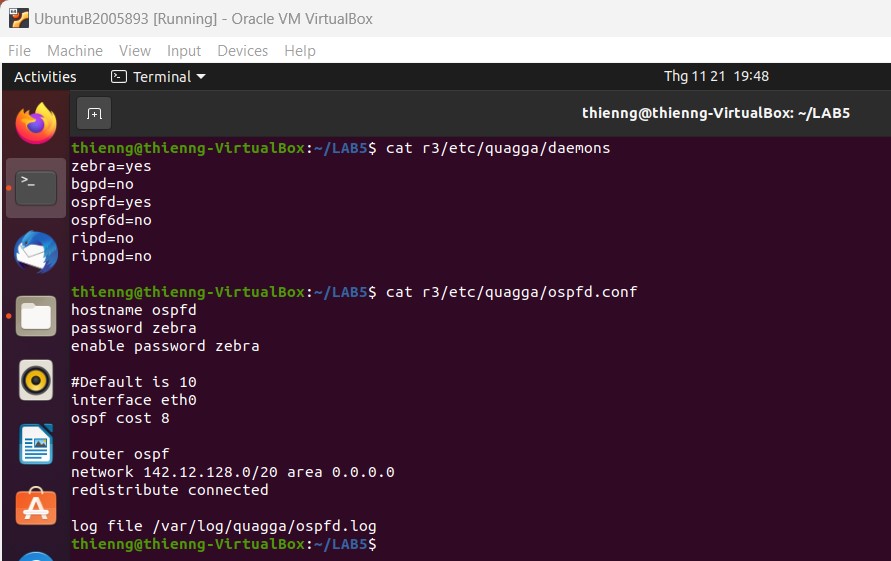 UbuntuB2005893 [Running] - Oracle VM VirtualBox
File Machine View Input Devices Help
Activities Terminal Thg 11 21 19:48
thienng@thienng-VirtualBox: ~/LAB5
thienng@thienng-VirtualBox:~/LAB5$ cat r3/etc/quagga/daemons
zebra=yes
bgpd=no
ospfd=yes
ospf6d=no
ripd=no
ripngd=no
thienng@thienng-VirtualBox:~/LAB5$ cat r3/etc/quagga/ospfd.conf
hostname ospfd
password zebra
enable password zebra
#Default is 10
interface eth0
ospf cost 8
router ospf
network 142.12.128.0/20 area 0.0.0.0
redistribute connected
log file /var/log/quagga/ospfd.log
thienng@thienng-VirtualBox:~/LAB5$